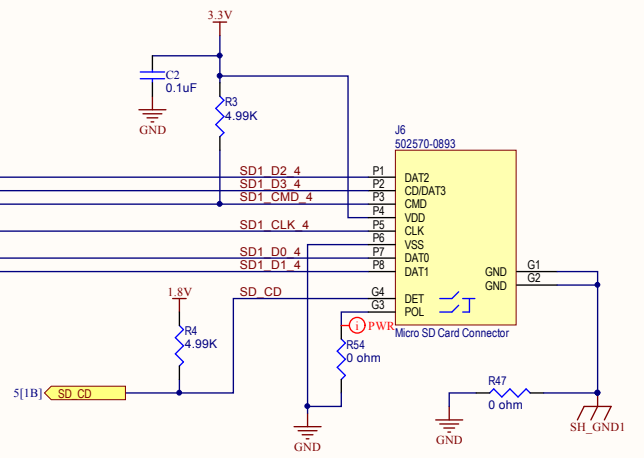 3.3V
C2
0.1uF
GND
R3
4.99K
J6
502570-0893
SD1_D2_4 P1 DAT2
SD1_D3_4 P2 CD/DAT3
SD1_CMD_4 P3 CMD
P4 VDD
SD1_CLK_4 P5 CLK
P6 VSS
SD1_D0_4 P7 DAT0
SD1_D1_4 P8 DAT1
GND G1
GND G2
1.8V
SD_CD G4 DET
G3 POL
i PWR
Micro SD Card Connector
R4
4.99K
R54
0 ohm
5[1B] SD_CD
R47
0 ohm
GND
GND
SH_GND1